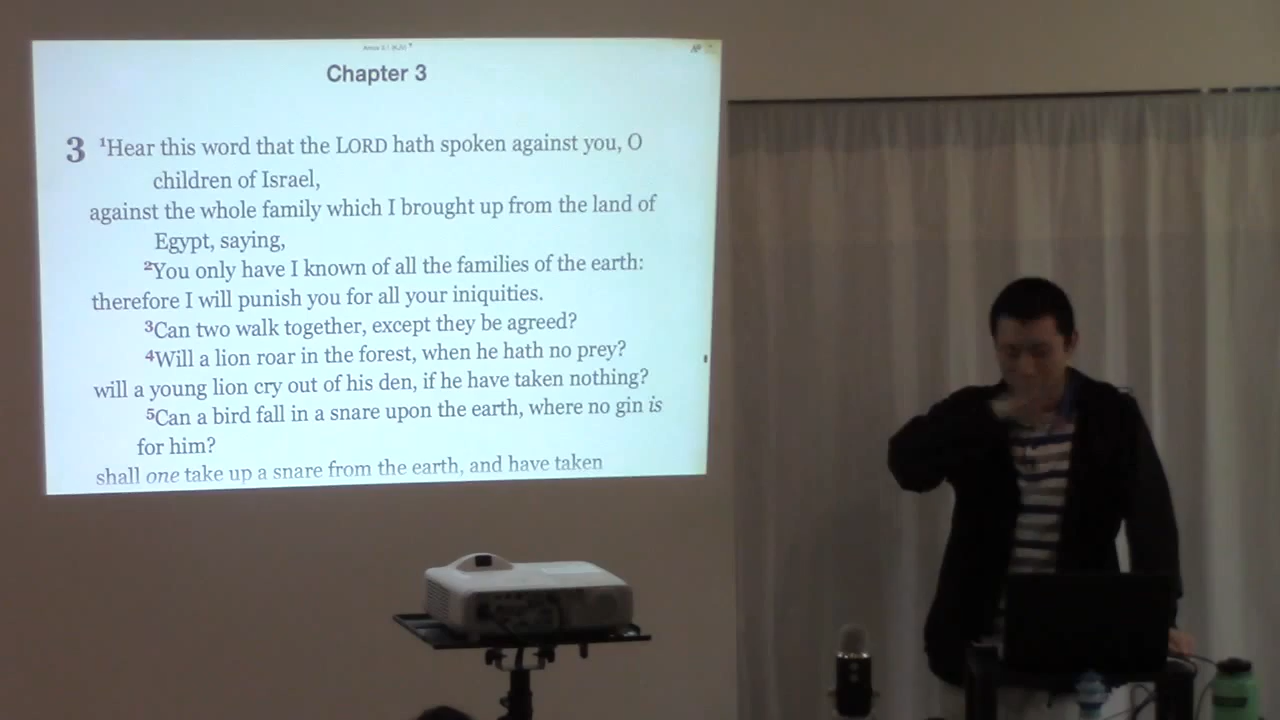 Amos 3:1 (KJV)
Chapter 3
3 1Hear this word that the LORD hath spoken against you, O
children of Israel,
against the whole family which I brought up from the land of
Egypt, saying,
2You only have I known of all the families of the earth:
therefore I will punish you for all your iniquities.
3Can two walk together, except they be agreed?
4Will a lion roar in the forest, when he hath no prey?
will a young lion cry out of his den, if he have taken nothing?
5Can a bird fall in a snare upon the earth, where no gin is
for him?
shall one take up a snare from the earth, and have taken